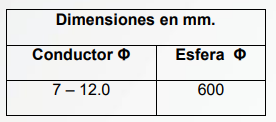 Dimensiones en mm.
Conductor Φ Esfera Φ
7 – 12.0 600